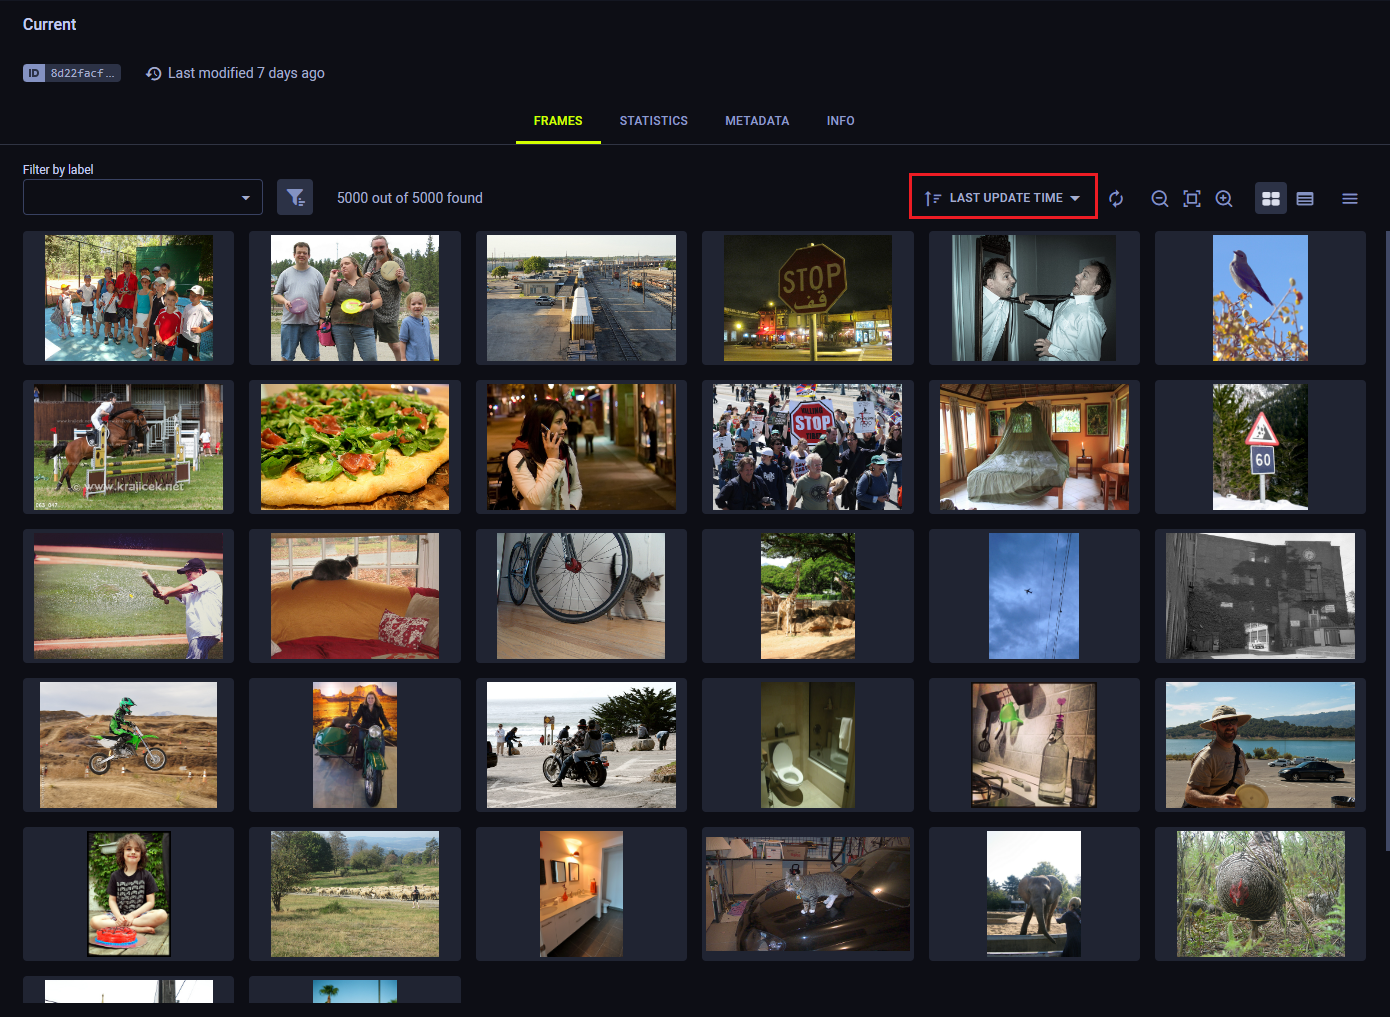 Current
ID 8d22facf...
Last modified 7 days ago
FRAMES
STATISTICS
METADATA
INFO
Filter by label
5000 out of 5000 found
LAST UPDATE TIME
STOP
قف
STOP
60
© www.krajicek.net